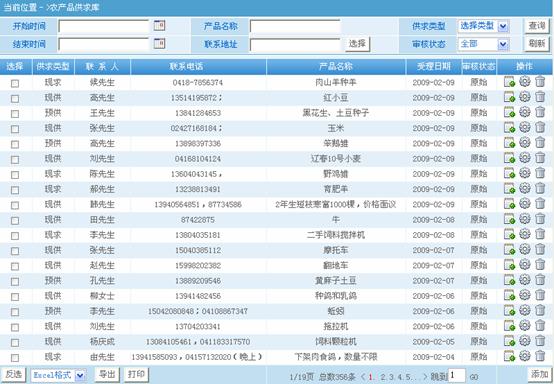 当前位置 - >农产品供求库
开始时间 产品名称 供求类型 选择类型 查询
结束时间 联系地址 选择 审核状态 全部 刷新
选择 供求类型 联 系 人 联系电话 产品名称 受理日期 审核状态 操作
现求 候先生 0418-7856374 肉山羊种羊 2009-02-09 原始
现供 高先生 13514195872; 红小豆 2009-02-09 原始
预供 王先生 13841284653 黑花生、土豆种子 2009-02-09 原始
现供 张先生 02427168184; 玉米 2009-02-09 原始
预供 高先生 13898397336 笨鹅雏 2009-02-09 原始
现供 刘先生 04168104124 辽春10号小麦 2009-02-09 原始
现求 陈先生 13604043145, 野鸡雏 2009-02-09 原始
现求 郝先生 13238813491 育肥羊 2009-02-09 原始
现供 韩先生 13940564851,87734586 2年生短枝寒富1000棵,价格面议 2009-02-09 原始
现供 田先生 87422875 牛 2009-02-08 原始
现求 李先生 13804035181 二手饲料搅拌机 2009-02-08 原始
现供 张先生 15040385112 摩托车 2009-02-07 原始
现供 赵先生 15998202382 翻地车 2009-02-07 原始
预供 孔先生 13889209546 黄麻子土豆 2009-02-07 原始
现供 柳女士 13941482456 种鸽和乳鸽 2009-02-06 原始
预供 李先生 15042080848;04108867347 蚯蚓 2009-02-06 原始
现供 刘先生 13704203341 拖拉机 2009-02-06 原始
现供 杨庆成 13084105461,041183317570 饲料颗粒机 2009-02-05 原始
现求 由先生 13941585093,04157132020(晚上) 下架肉食鸽,数量不限 2009-02-04 原始
反选 Excel格式 导出 打印 1/19页 总数356条 < 1. 2.3.4.5...> 跳到 1 GO 添加